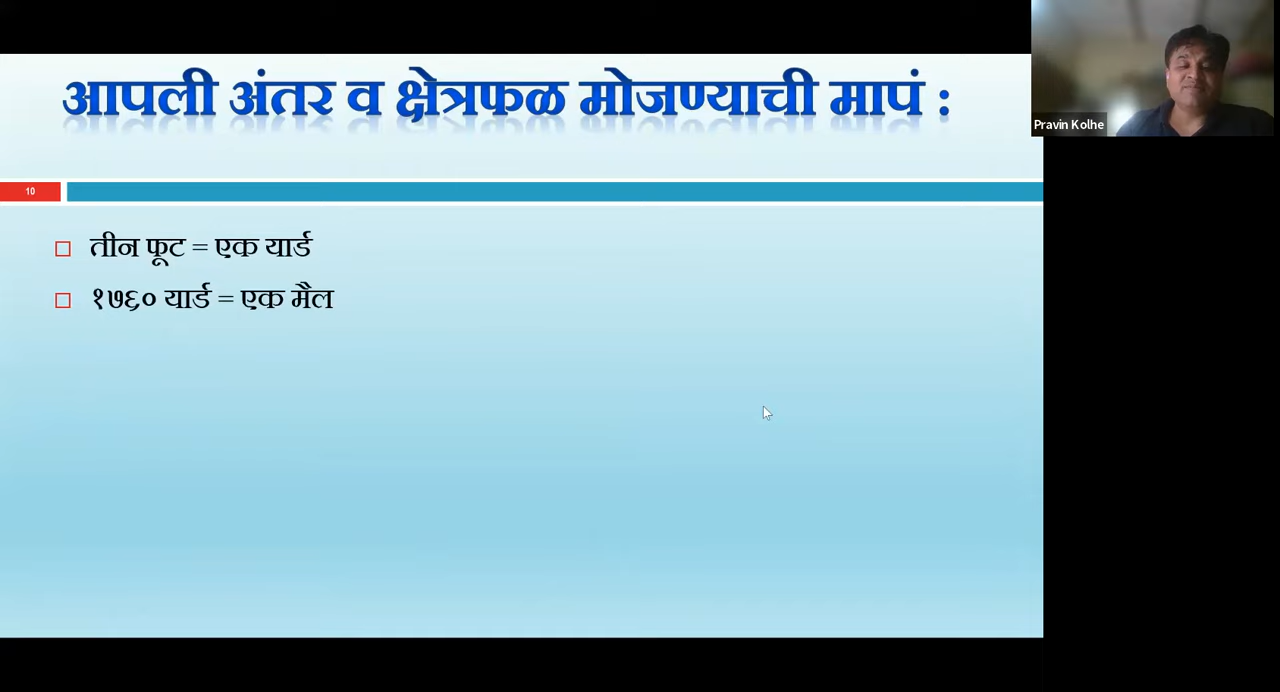 आपली अंतर व क्षेत्रफळ मोजण्याची मापं :
Pravin Kolhe
10
तीन फूट = एक यार्ड
१७६० यार्ड = एक मैल